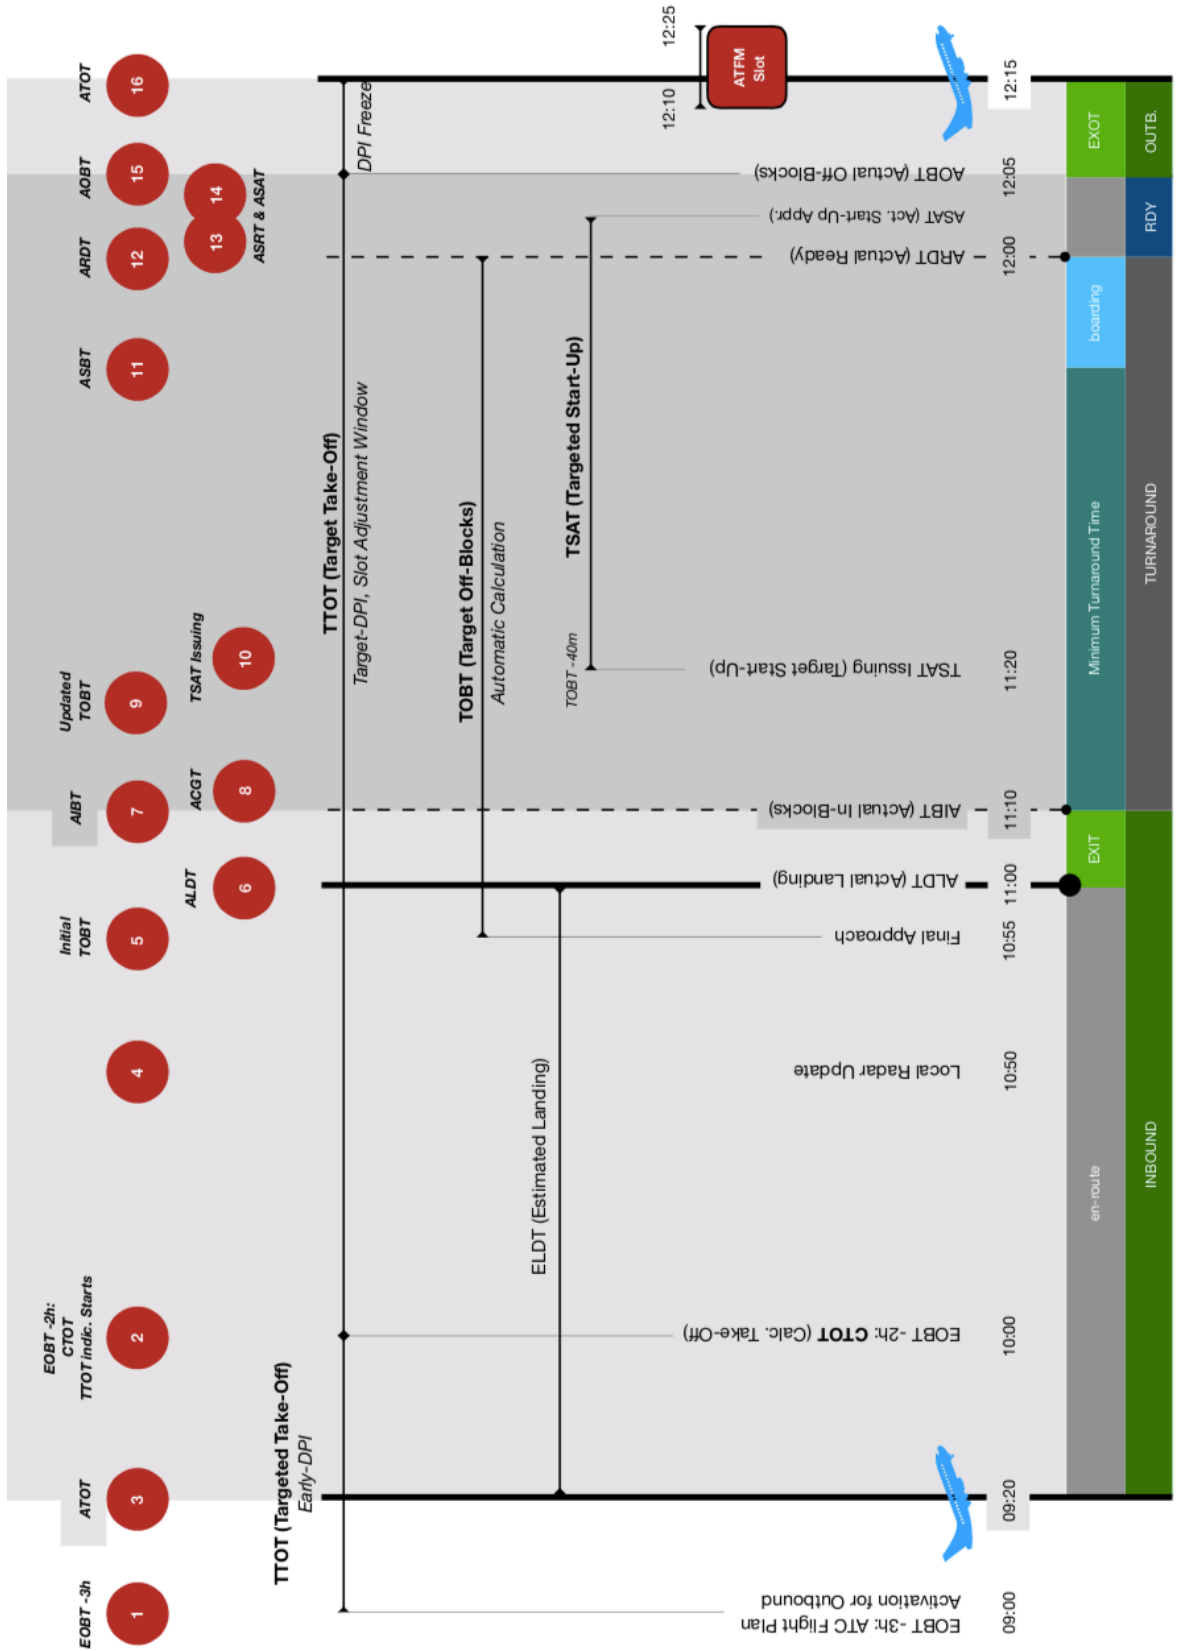 EOBT -3h
1
ATOT
3
EOBT -2h:
CTOT
TTOT indic. Starts
2
4
Initial
TOBT
5
ALDT
6
AIBT
7
ACGT
8
Updated
TOBT
9
TSAT Issuing
10
ASBT
11
ARDT
12
13
14
ASRT & ASAT
AOBT
15
ATOT
16
TTOT (Targeted Take-Off)
Early-DPI
TTOT (Target Take-Off)
Target-DPI, Slot Adjustment Window
DPI Freeze
TOBT (Target Off-Blocks)
Automatic Calculation
ELDT (Estimated Landing)
TSAT (Targeted Start-Up)
TOBT -40m
12:10
12:25
ATFM
Slot
EOBT -3h: ATC Flight Plan
Activation for Outbound
EOBT -2h: CTOT (Calc. Take-Off)
Local Radar Update
Final Approach
ALDT (Actual Landing)
AIBT (Actual In-Blocks)
TSAT Issuing (Target Start-Up)
ARDT (Actual Ready)
ASAT (Act. Start-Up Appr.)
AOBT (Actual Off-Blocks)
09:00
09:20
10:00
10:50
10:55
11:00
11:10
11:20
12:00
12:05
12:15
en-route
EXIT
Minimum Turnaround Time
boarding
EXOT
INBOUND
TURNAROUND
RDY
OUTB.